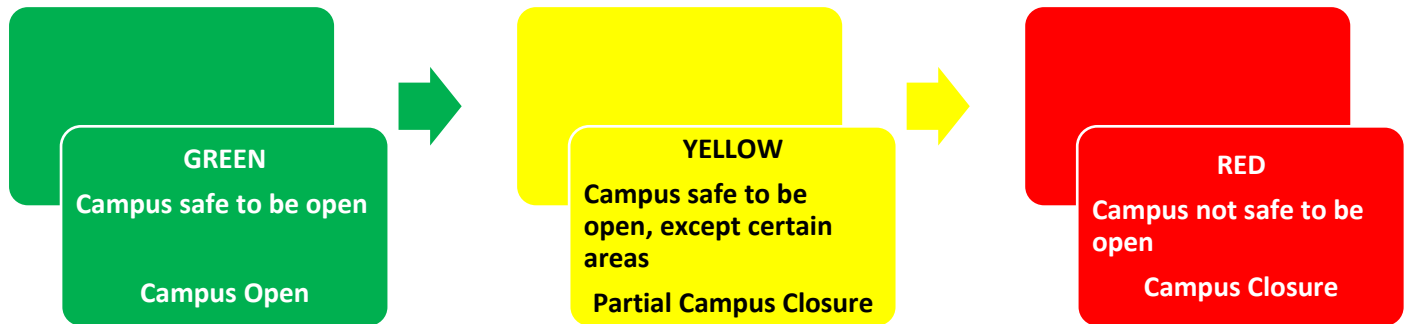 GREEN
Campus safe to be open
Campus Open
YELLOW
Campus safe to be
open, except certain
areas
Partial Campus Closure
RED
Campus not safe to be
open
Campus Closure